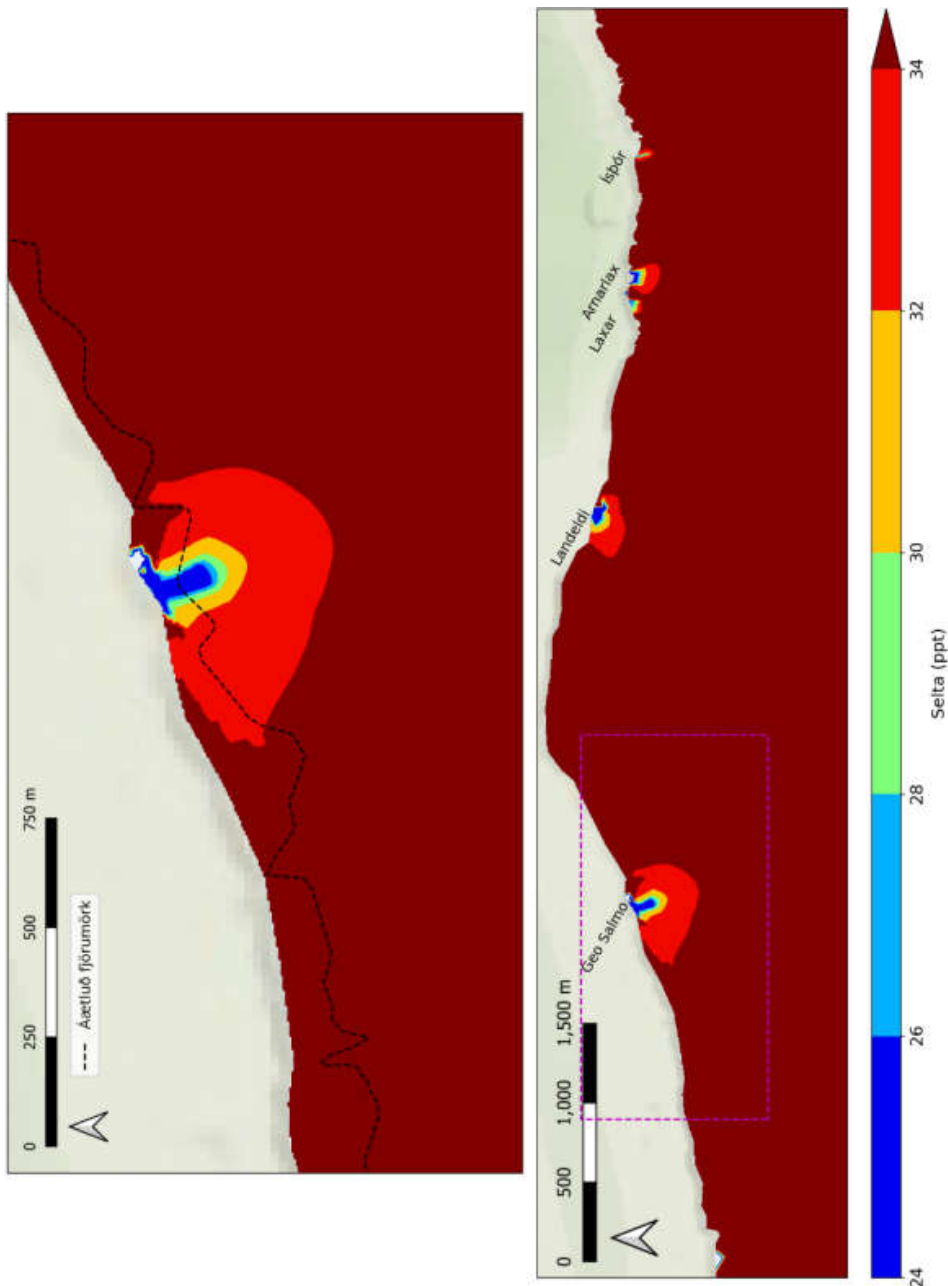 0 250 500 750 m
Áætluð fjörumörk
0 500 1,000 1,500 m
Geo Salmo
Landeldi
Laxar
Arnarlax
Ísþór
24 26 28 30 32 34
Selta (ppt)